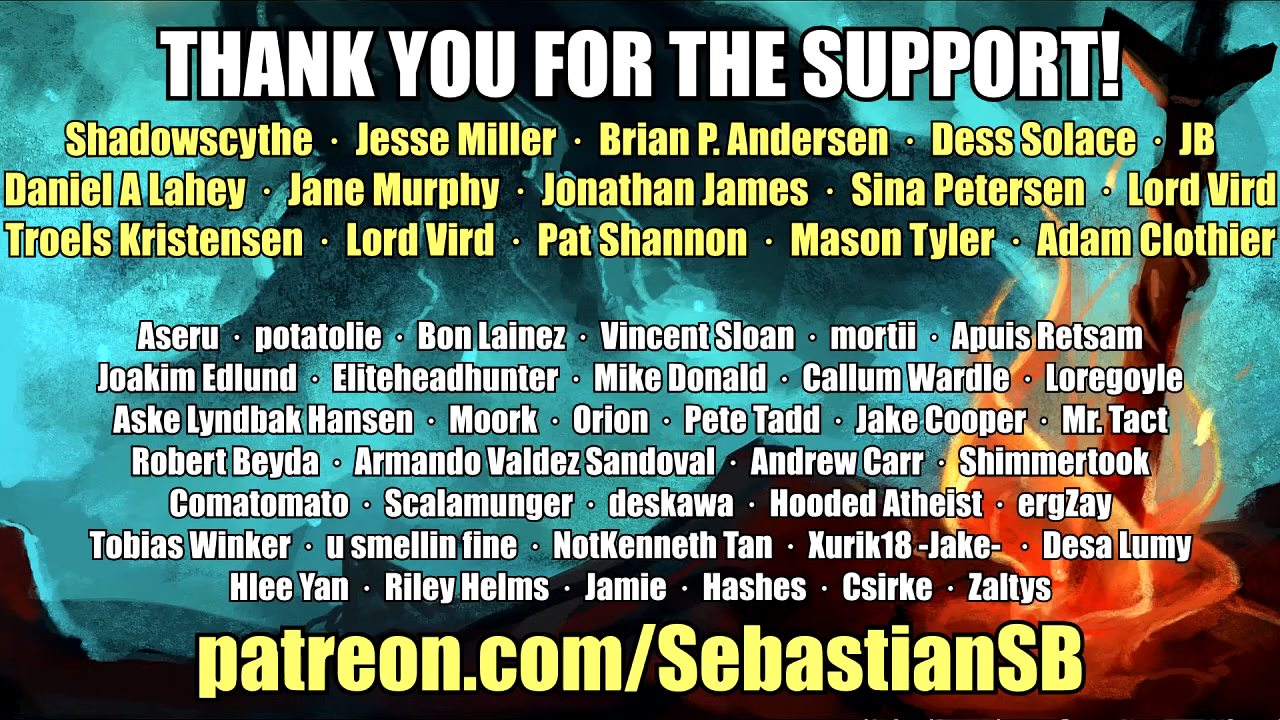 THANK YOU FOR THE SUPPORT!
Shadowscythe · Jesse Miller · Brian P. Andersen · Dess Solace · JB
Daniel A Lahey · Jane Murphy · Jonathan James · Sina Petersen · Lord Vird
Troels Kristensen · Lord Vird · Pat Shannon · Mason Tyler · Adam Clothier
Aseru · potatolie · Bon Lainez · Vincent Sloan · mortii · Apuis Retsam
Joakim Edlund · Eliteheadhunter · Mike Donald · Callum Wardle · Loregoyle
Aske Lyndbak Hansen · Moork · Orion · Pete Tadd · Jake Cooper · Mr. Tact
Robert Beyda · Armando Valdez Sandoval · Andrew Carr · Shimmertook
Comatomato · Scalamunger · deskawa · Hooded Atheist · ergZay
Tobias Winker · u smellin fine · NotKenneth Tan · Xurik18 -Jake- · Desa Lumy
Hlee Yan · Riley Helms · Jamie · Hashes · Csirke · Zaltys
patreon.com/SebastianSB